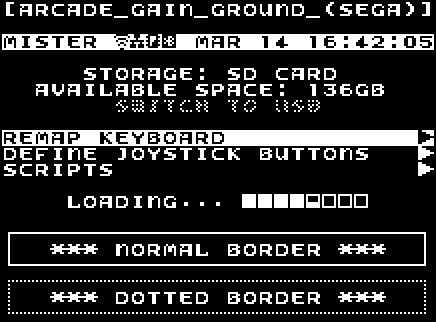 [ARCADE_GAIN_GROUND_(SEGA)]
MISTER MAR 14 16:42:05
STORAGE: SD CARD
AVAILABLE SPACE: 136GB
SWITCH TO USB
REMAP KEYBOARD
DEFINE JOYSTICK BUTTONS
SCRIPTS
LOADING...
*** NORMAL BORDER ***
*** DOTTED BORDER ***